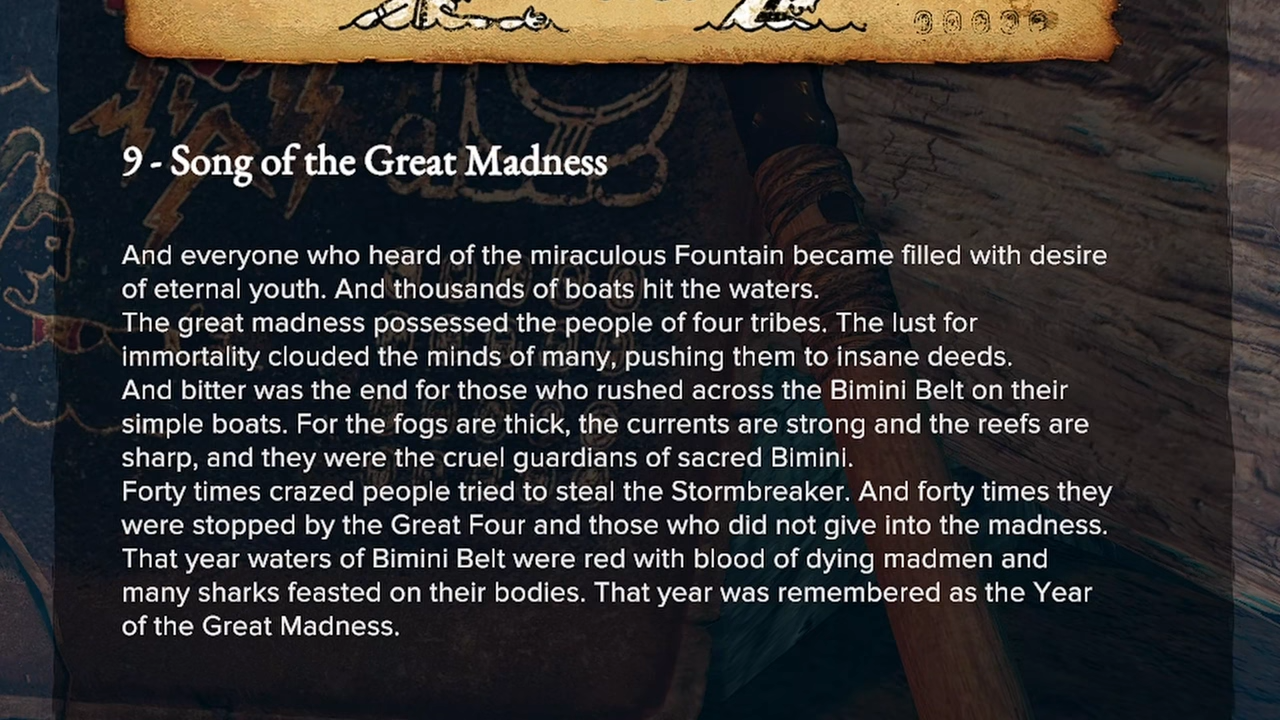 9 - Song of the Great Madness
And everyone who heard of the miraculous Fountain became filled with desire
of eternal youth. And thousands of boats hit the waters.
The great madness possessed the people of four tribes. The lust for
immortality clouded the minds of many, pushing them to insane deeds.
And bitter was the end for those who rushed across the Bimini Belt on their
simple boats. For the fogs are thick, the currents are strong and the reefs are
sharp, and they were the cruel guardians of sacred Bimini.
Forty times crazed people tried to steal the Stormbreaker. And forty times they
were stopped by the Great Four and those who did not give into the madness.
That year waters of Bimini Belt were red with blood of dying madmen and
many sharks feasted on their bodies. That year was remembered as the Year
of the Great Madness.